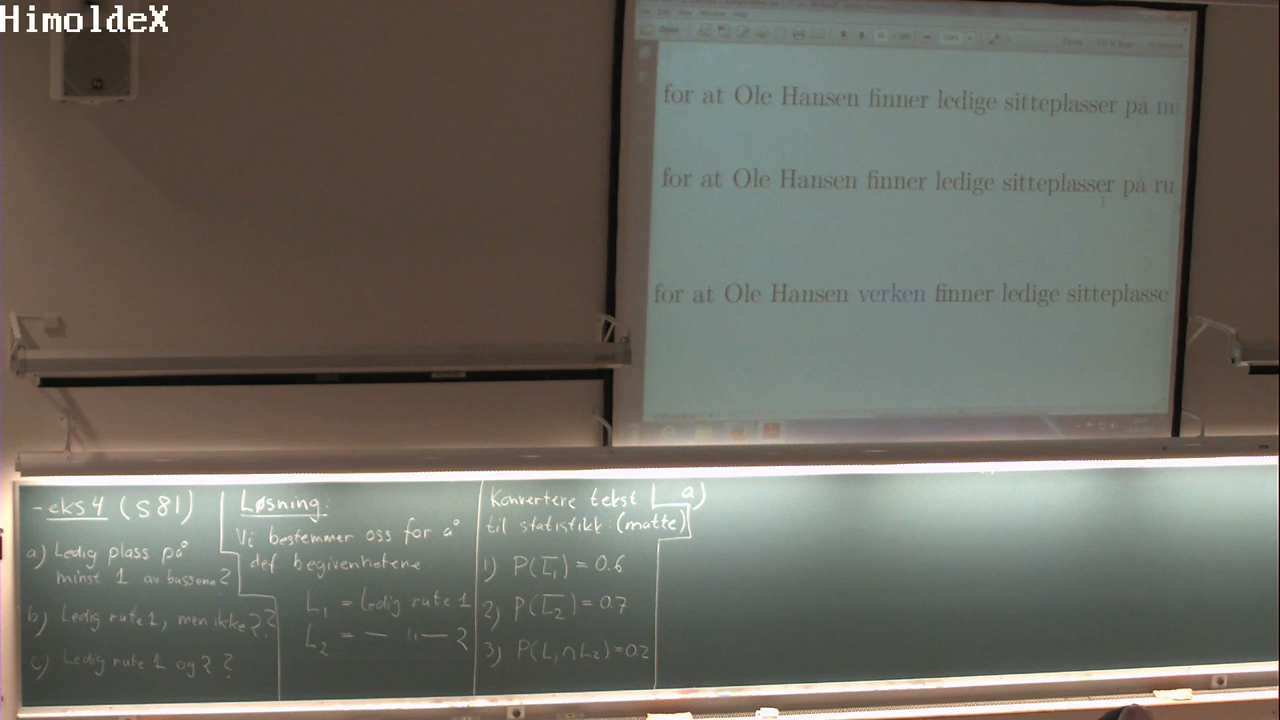 HimoldeX
for at Ole Hansen finner ledige sitteplasser på
for at Ole Hansen finner ledige sitteplasser på ru
for at Ole Hansen verken finner ledige sitteplasse
- eks 4 (S 81)
a) Ledig plass på
minst 1 av bussene?
b) Ledig rute 1, men ikke 2?
c) Ledig rute 1 og 2 ?
Løsning:
Vi bestemmer oss for å
def begivenhetene
L₁ = Ledig rute 1
L₂ = — 11 — 2
Konvertere tekst
til statistikk: (matte)
1) P(L̅₁) = 0.6
2) P(L̅₂) = 0.7
3) P(L₁∩L₂) = 0.2
a)